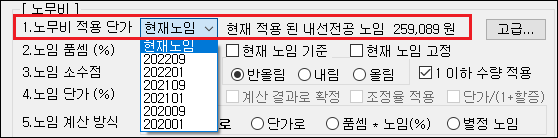 [ 노무비 ]
1.노무비 적용 단가 현재노임 현재 적용 된 내선전공 노임 259,089 원 고급...
현재노임
202209
202201
202109
202101
202009
202001
2.노임 품셈 (%) 현재 노임 기준 현재 노임 고정
3.노임 소수점 반올림 내림 올림 1 이하 수량 적용
4.노임 단가 (%) 계산 결과로 확정 조정율 적용 단가/(1+할증)
5.노임 계산 방식 로 단가로 품셈 * 노임(%) 별정 노임